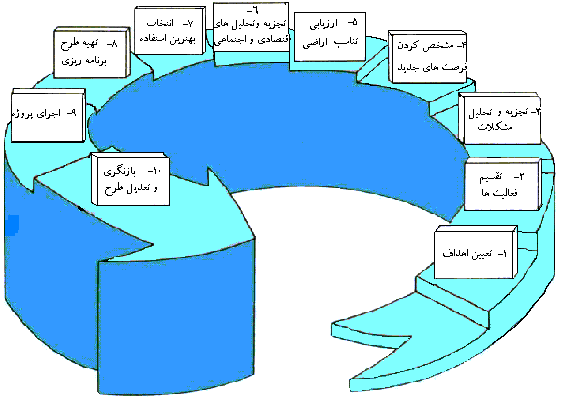 ۱- تعیین اهداف
۲- تقسیم
فعالیت ها
۳- تجزیه و تحلیل
مشکلات
۴- مشخص کردن
فرصت های جدید
۵- ارزیابی
تناسب اراضی
۶-
تجزیه وتحلیل های
اقتصادی و اجتماعی
۷- انتخاب
بهترین استفاده
۸- تهیه طرح
برنامه ریزی
۹- اجرای پروژه
۱۰- بازنگری
و تعدیل طرح